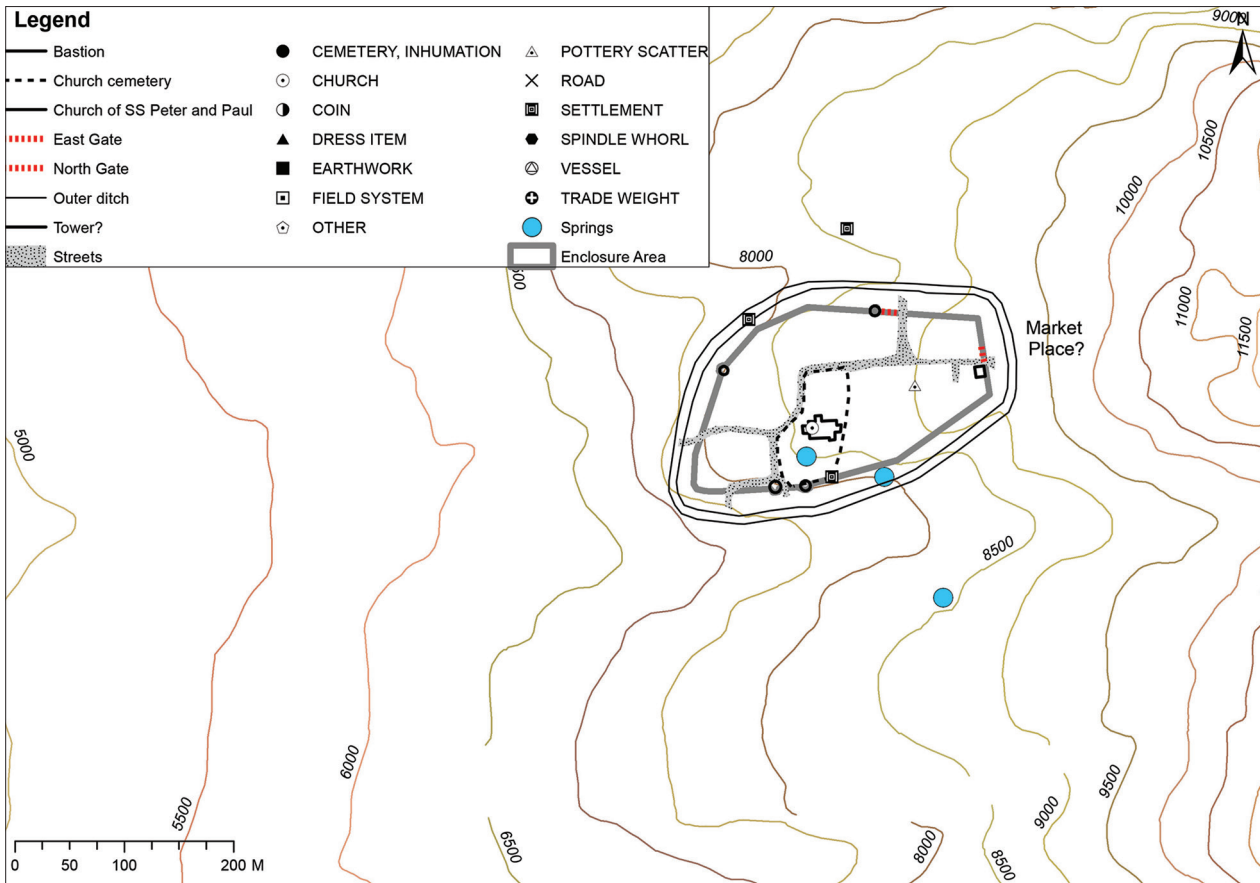 Legend
Bastion
Church cemetery
Church of SS Peter and Paul
East Gate
North Gate
Outer ditch
Tower?
Streets
CEMETERY, INHUMATION
CHURCH
COIN
DRESS ITEM
EARTHWORK
FIELD SYSTEM
OTHER
POTTERY SCATTER
ROAD
SETTLEMENT
SPINDLE WHORL
VESSEL
TRADE WEIGHT
Springs
Enclosure Area
9000
N
10500
10000
11000
11500
8000
Market
Place?
5000
8500
6000
5500
6500
8000
8500
9000
9500
0 50 100 200 M